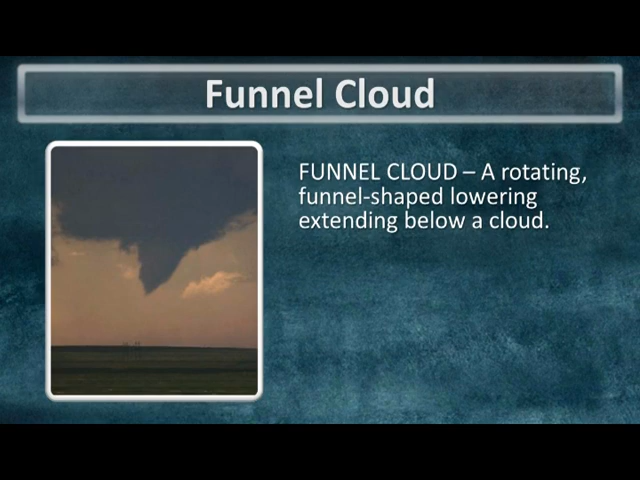 Funnel Cloud
FUNNEL CLOUD – A rotating,
funnel-shaped lowering
extending below a cloud.